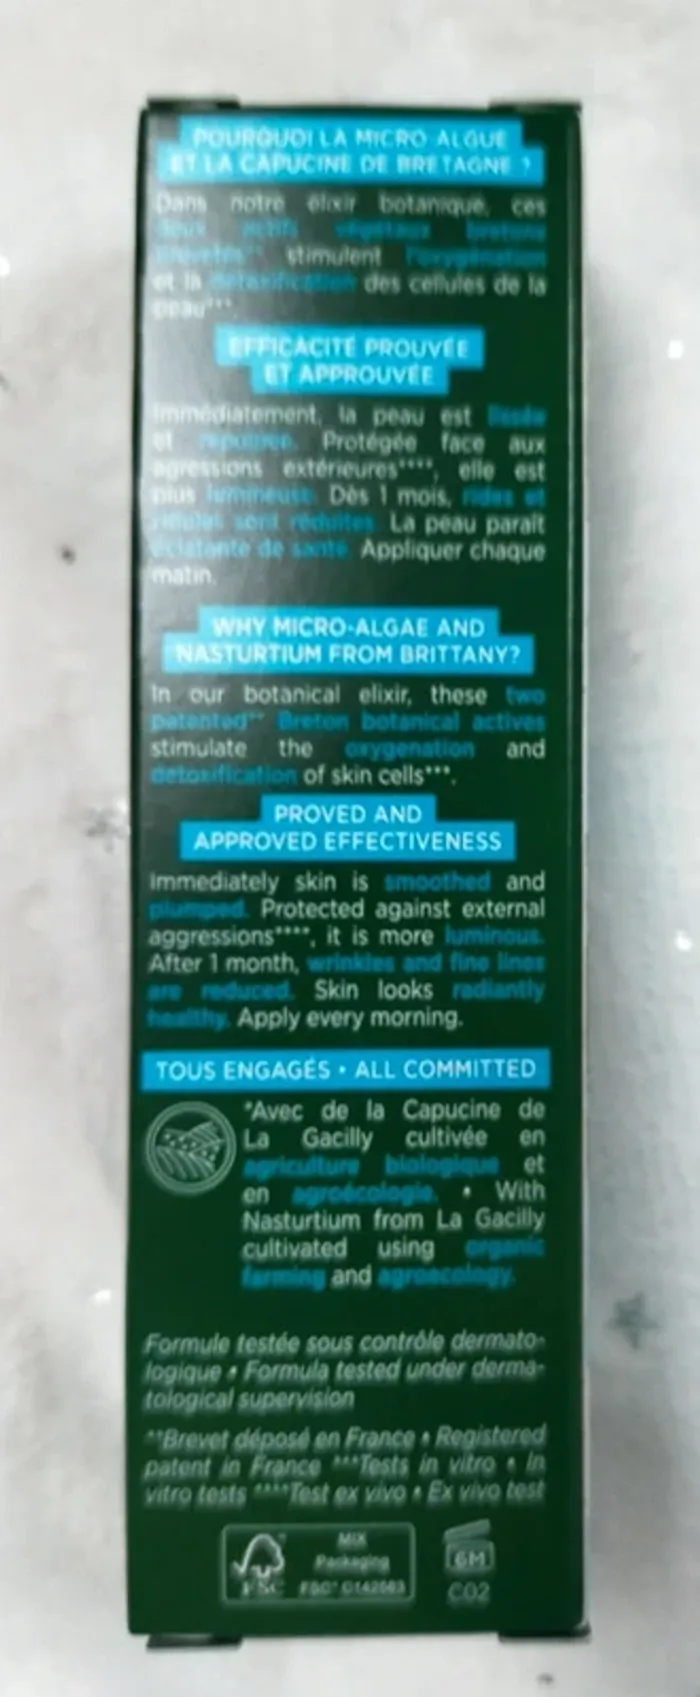 POURQUOI LA MICRO-ALGUE
ET LA CAPUCINE DE BRETAGNE ?
Dans notre élixir botanique, ces
deux actifs végétaux bretons
brevetés** stimulent l'oxygénation
et la détoxification des cellules de la
peau***.
EFFICACITÉ PROUVÉE
ET APPROUVÉE
Immédiatement, la peau est lissée
et repulpée. Protégée face aux
agressions extérieures****, elle est
plus lumineuse. Dès 1 mois, rides et
ridules sont réduites. La peau paraît
éclatante de santé. Appliquer chaque
matin.
WHY MICRO-ALGAE AND
NASTURTIUM FROM BRITTANY?
In our botanical elixir, these two
patented** Breton botanical actives
stimulate the oxygenation and
detoxification of skin cells***.
PROVED AND
APPROVED EFFECTIVENESS
Immediately skin is smoothed and
plumped. Protected against external
aggressions****, it is more luminous.
After 1 month, wrinkles and fine lines
are reduced. Skin looks radiantly
healthy. Apply every morning.
TOUS ENGAGÉS • ALL COMMITTED
*Avec de la Capucine de
La Gacilly cultivée en
agriculture biologique et
en agroécologie. • With
Nasturtium from La Gacilly
cultivated using organic
farming and agroecology.
Formule testée sous contrôle dermato-
logique • Formula tested under derma-
tological supervision
**Brevet déposé en France • Registered
patent in France ***Tests in vitro • In
vitro tests ****Test ex vivo • Ex vivo test
FSC
MIX
Packaging
FSC®
6M
C02